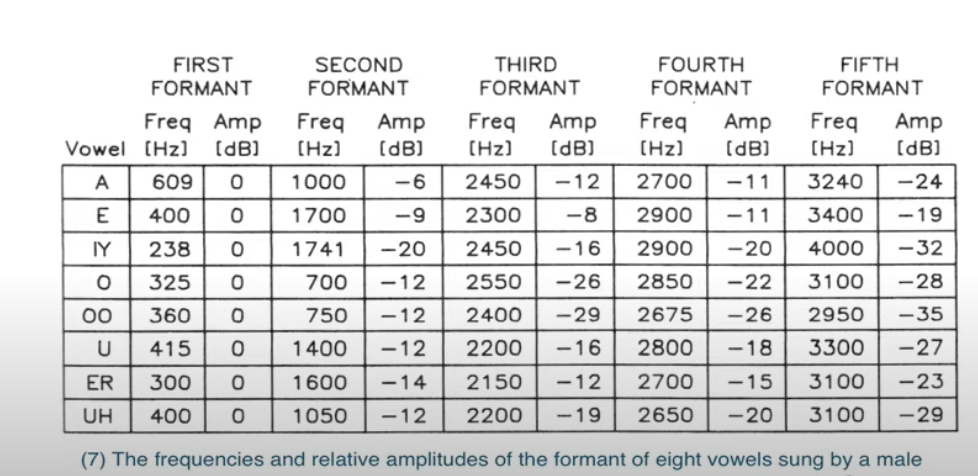 FIRST FORMANT SECOND FORMANT THIRD FORMANT FOURTH FORMANT FIFTH FORMANT
Vowel Freq [Hz] Amp [dB] Freq [Hz] Amp [dB] Freq [Hz] Amp [dB] Freq [Hz] Amp [dB] Freq [Hz] Amp [dB]
A 609 0 1000 −6 2450 −12 2700 −11 3240 −24
E 400 0 1700 −9 2300 −8 2900 −11 3400 −19
IY 238 0 1741 −20 2450 −16 2900 −20 4000 −32
O 325 0 700 −12 2550 −26 2850 −22 3100 −28
OO 360 0 750 −12 2400 −29 2675 −26 2950 −35
U 415 0 1400 −12 2200 −16 2800 −18 3300 −27
ER 300 0 1600 −14 2150 −12 2700 −15 3100 −23
UH 400 0 1050 −12 2200 −19 2650 −20 3100 −29
(7) The frequencies and relative amplitudes of the formant of eight vowels sung by a male